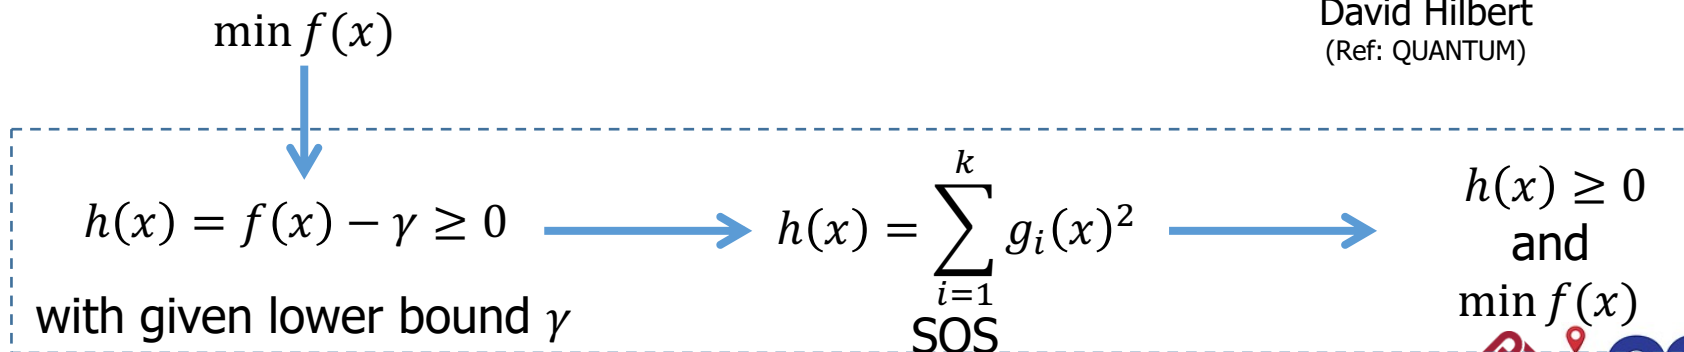 David Hilbert
(Ref: QUANTUM)
min f(x)
h(x) = f(x) − γ ≥ 0
with given lower bound γ
h(x) = ∑_{i=1}^{k} g_i(x)^2
SOS
h(x) ≥ 0
and
min f(x)